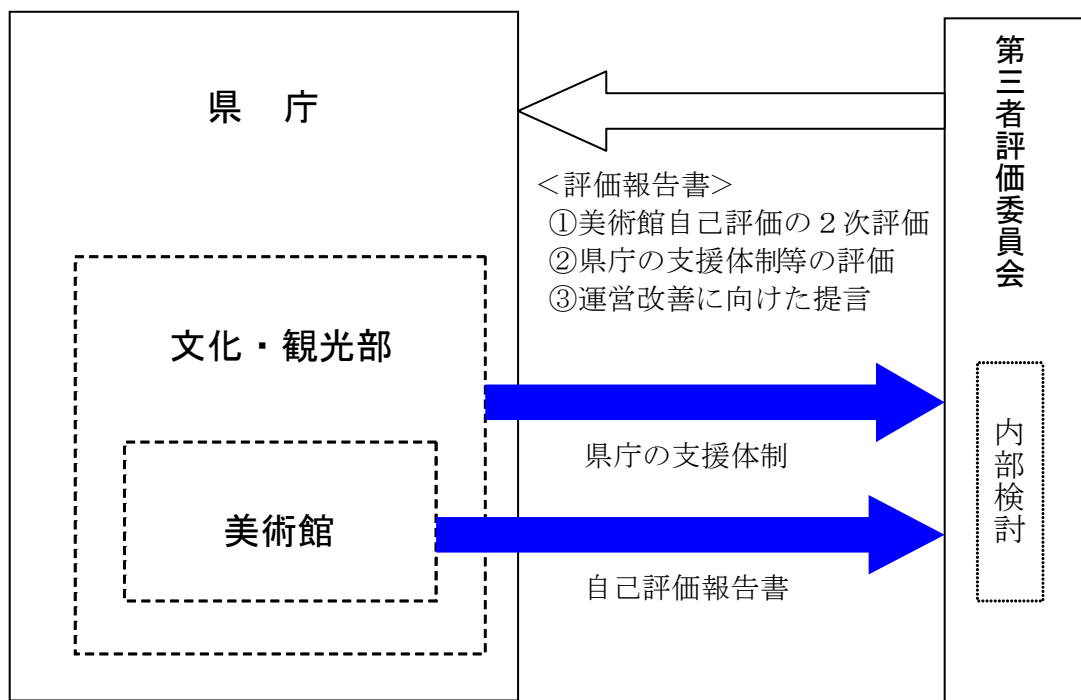 県　庁
第三者評価委員会
＜評価報告書＞
①美術館自己評価の２次評価
②県庁の支援体制等の評価
③運営改善に向けた提言
文化・観光部
県庁の支援体制
内部検討
美術館
自己評価報告書